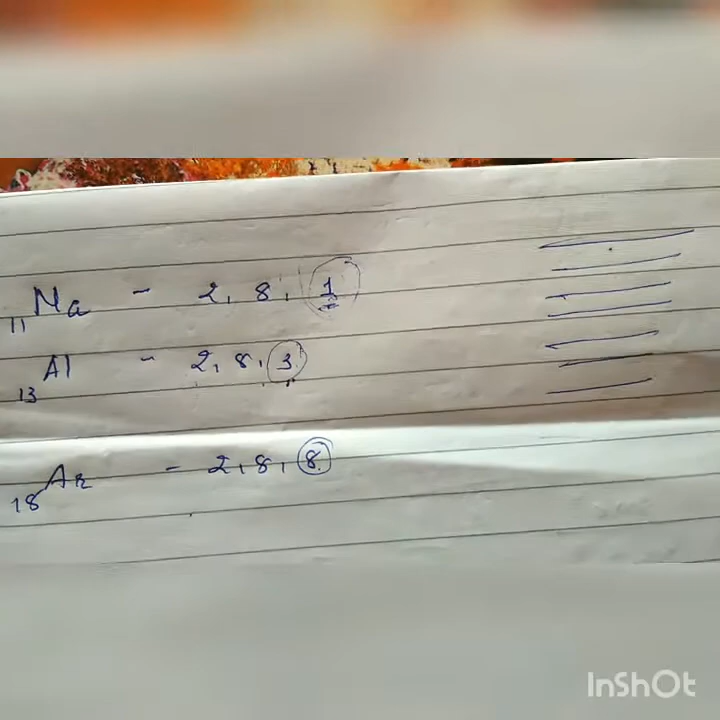 11Na - 2, 8, 1
13Al - 2, 8, 3
18Ar - 2, 8, 8
InShOt